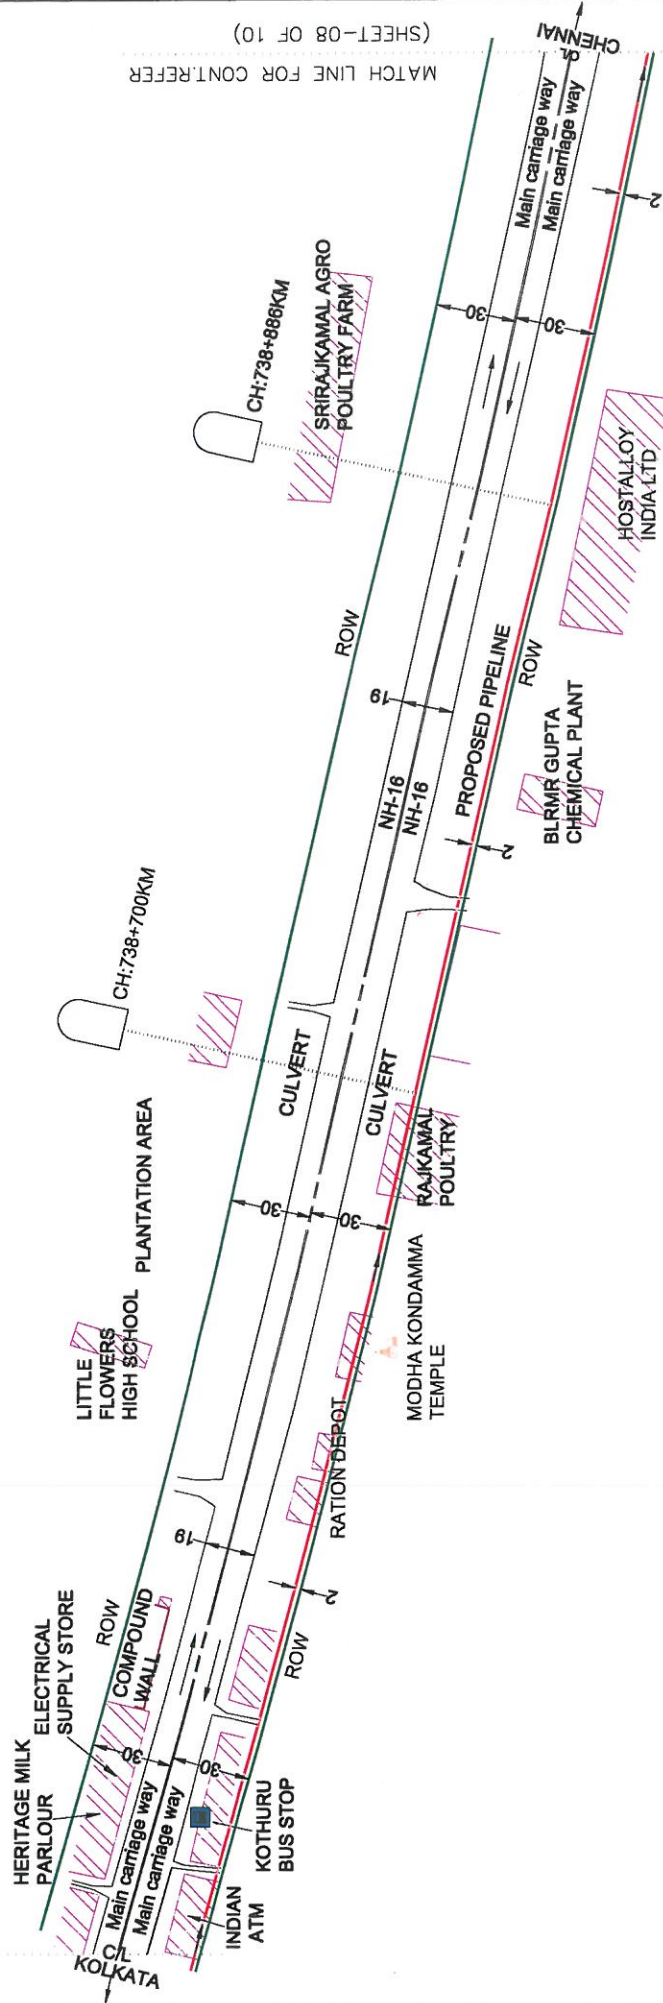 (SHEET-08 OF 10)
MATCH LINE FOR CONT.REFER
CHENNAI
C/L
Main carriage way
Main carriage way
2
CH:738+886KM
SRIRAJKAMAL AGRO
POULTRY FARM
30
30
HOSTALLOY
INDIA LTD
ROW
19
NH-16
NH-16
PROPOSED PIPELINE
ROW
2
BLRMR GUPTA
CHEMICAL PLANT
CH:738+700KM
CULVERT
CULVERT
PLANTATION AREA
30
30
RAJKAMAL
POULTRY
LITTLE
FLOWERS
HIGH SCHOOL
MODHA KONDAMMA
TEMPLE
RATION DEPOT
19
2
ROW
ROW
COMPOUND
WALL
ELECTRICAL
SUPPLY STORE
HERITAGE MILK
PARLOUR
30
30
Main carriage way
Main carriage way
KOTHURU
BUS STOP
INDIAN
ATM
C/L
KOLKATA